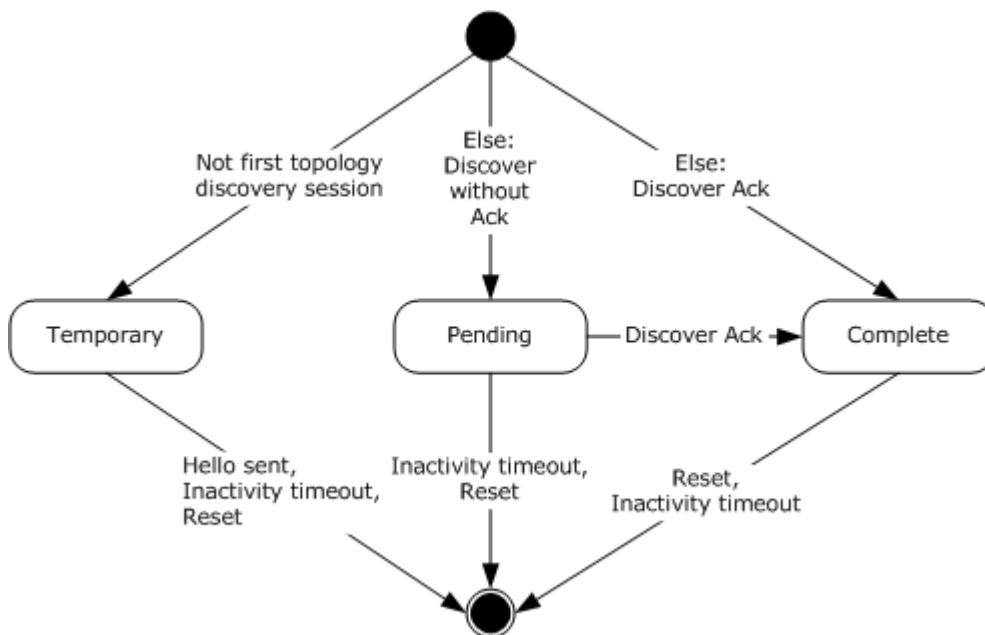 Not first topology
discovery session
Else:
Discover
without
Ack
Else:
Discover Ack
Temporary
Pending
Discover Ack
Complete
Hello sent,
Inactivity timeout,
Reset
Inactivity timeout,
Reset
Reset,
Inactivity timeout